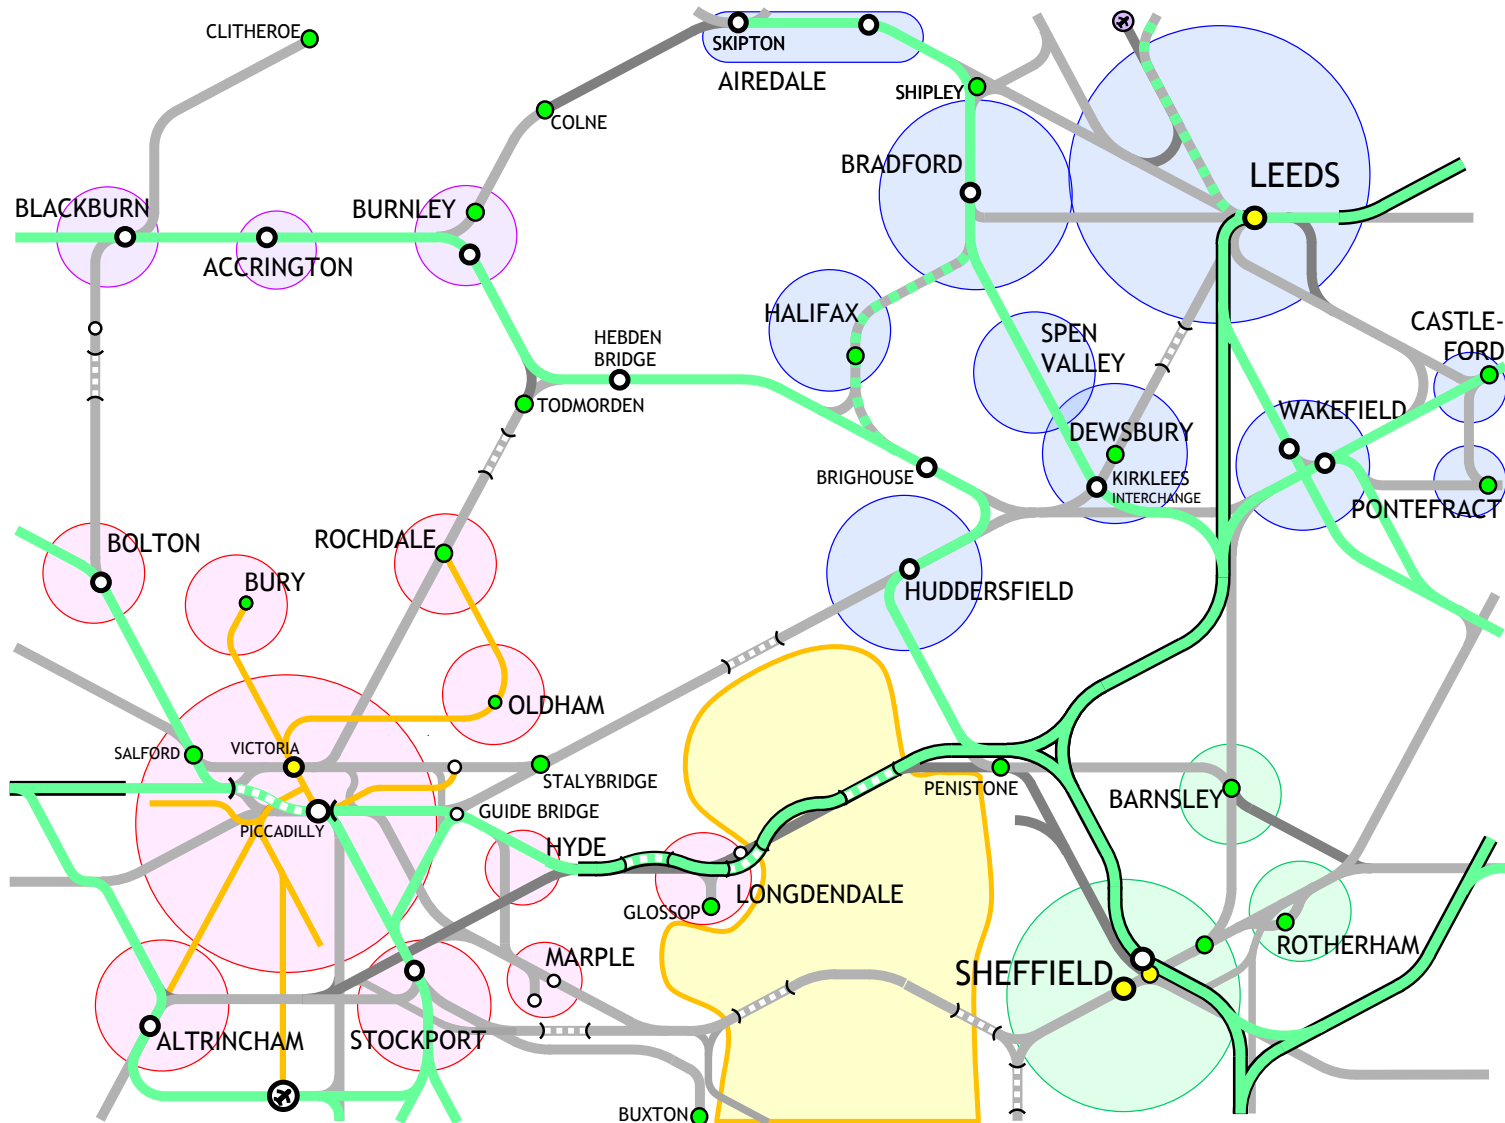 CLITHEROE
SKIPTON
AIREDALE
SHIPLEY
COLNE
BRADFORD
LEEDS
BLACKBURN
BURNLEY
ACCRINGTON
HALIFAX
HEBDEN
BRIDGE
SPEN
VALLEY
CASTLE-
FORD
TODMORDEN
WAKEFIELD
DEWSBURY
BRIGHOUSE
KIRKLEES
INTERCHANGE
PONTEFRACT
BOLTON
ROCHDALE
BURY
HUDDERSFIELD
OLDHAM
SALFORD
VICTORIA
STALYBRIDGE
PENISTONE
BARNSLEY
GUIDE BRIDGE
PICCADILLY
HYDE
LONGDENDALE
GLOSSOP
MARPLE
SHEFFIELD
ROTHERHAM
ALTRINCHAM
STOCKPORT
BUXTON